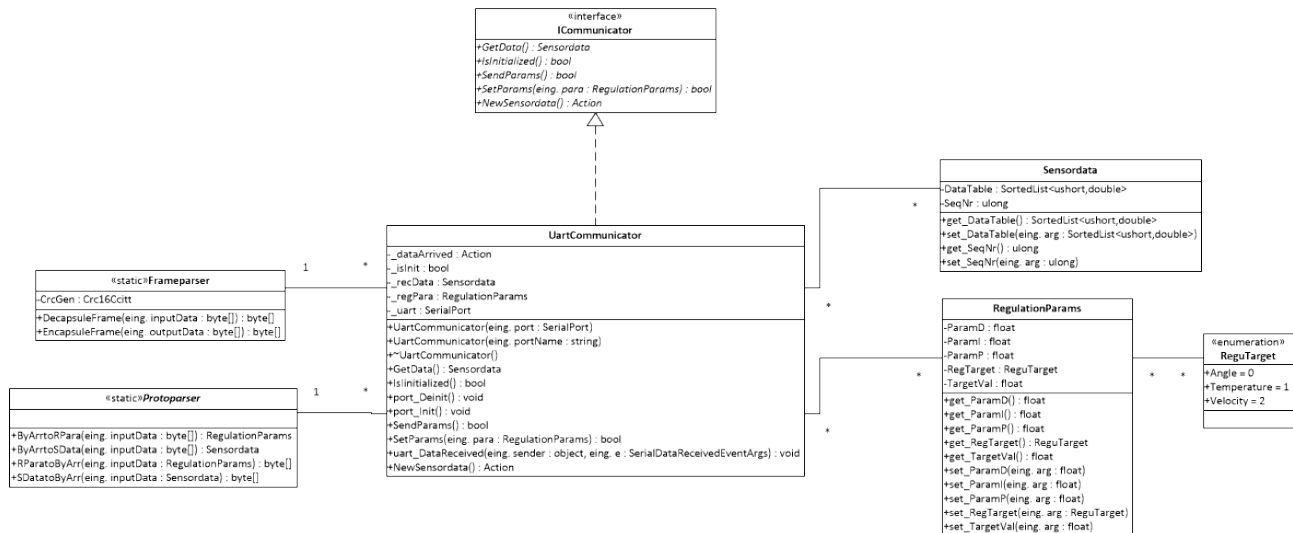 «interface»
ICommunicator
+GetData() : Sensordata
+IsInitialized() : bool
+SendParams() : bool
+SetParams(eing. para : RegulationParams) : bool
+NewSensordata() : Action
Sensordata
-DataTable : SortedList<ushort,double>
-SeqNr : ulong
+get_DataTable() : SortedList<ushort,double>
+set_DataTable(eing. arg : SortedList<ushort,double>)
+get_SeqNr() : ulong
+set_SeqNr(eing. arg : ulong)
*
*
UartCommunicator
-_dataArrived : Action
-_isInit : bool
-_recData : Sensordata
-_regPara : RegulationParams
-_uart : SerialPort
+UartCommunicator(eing. port : SerialPort)
+UartCommunicator(eing. portName : string)
+~UartCommunicator()
+GetData() : Sensordata
+IsInitialized() : bool
+port_Deinit() : void
+port_Init() : void
+SendParams() : bool
+SetParams(eing. para : RegulationParams) : bool
+uart_DataReceived(eing. sender : object, eing. e : SerialDataReceivedEventArgs) : void
+NewSensordata() : Action
1 *
«static»Frameparser
-CrcGen : Crc16Ccitt
+DecapsuleFrame(eing. inputData : byte[]) : byte[]
+EncapsuleFrame(eing. outputData : byte[]) : byte[]
1 *
«static»Protoparser
+ByArrtoRPara(eing. inputData : byte[]) : RegulationParams
+ByArrtoSData(eing. inputData : byte[]) : Sensordata
+RParatoByArr(eing. inputData : RegulationParams) : byte[]
+SDatatoByArr(eing. inputData : Sensordata) : byte[]
*
*
RegulationParams
-ParamD : float
-ParamI : float
-ParamP : float
-RegTarget : ReguTarget
-TargetVal : float
+get_ParamD() : float
+get_ParamI() : float
+get_ParamP() : float
+get_RegTarget() : ReguTarget
+get_TargetVal() : float
+set_ParamD(eing. arg : float)
+set_ParamI(eing. arg : float)
+set_ParamP(eing. arg : float)
+set_RegTarget(eing. arg : ReguTarget)
+set_TargetVal(eing. arg : float)
* *
«enumeration»
ReguTarget
+Angle = 0
+Temperature = 1
+Velocity = 2